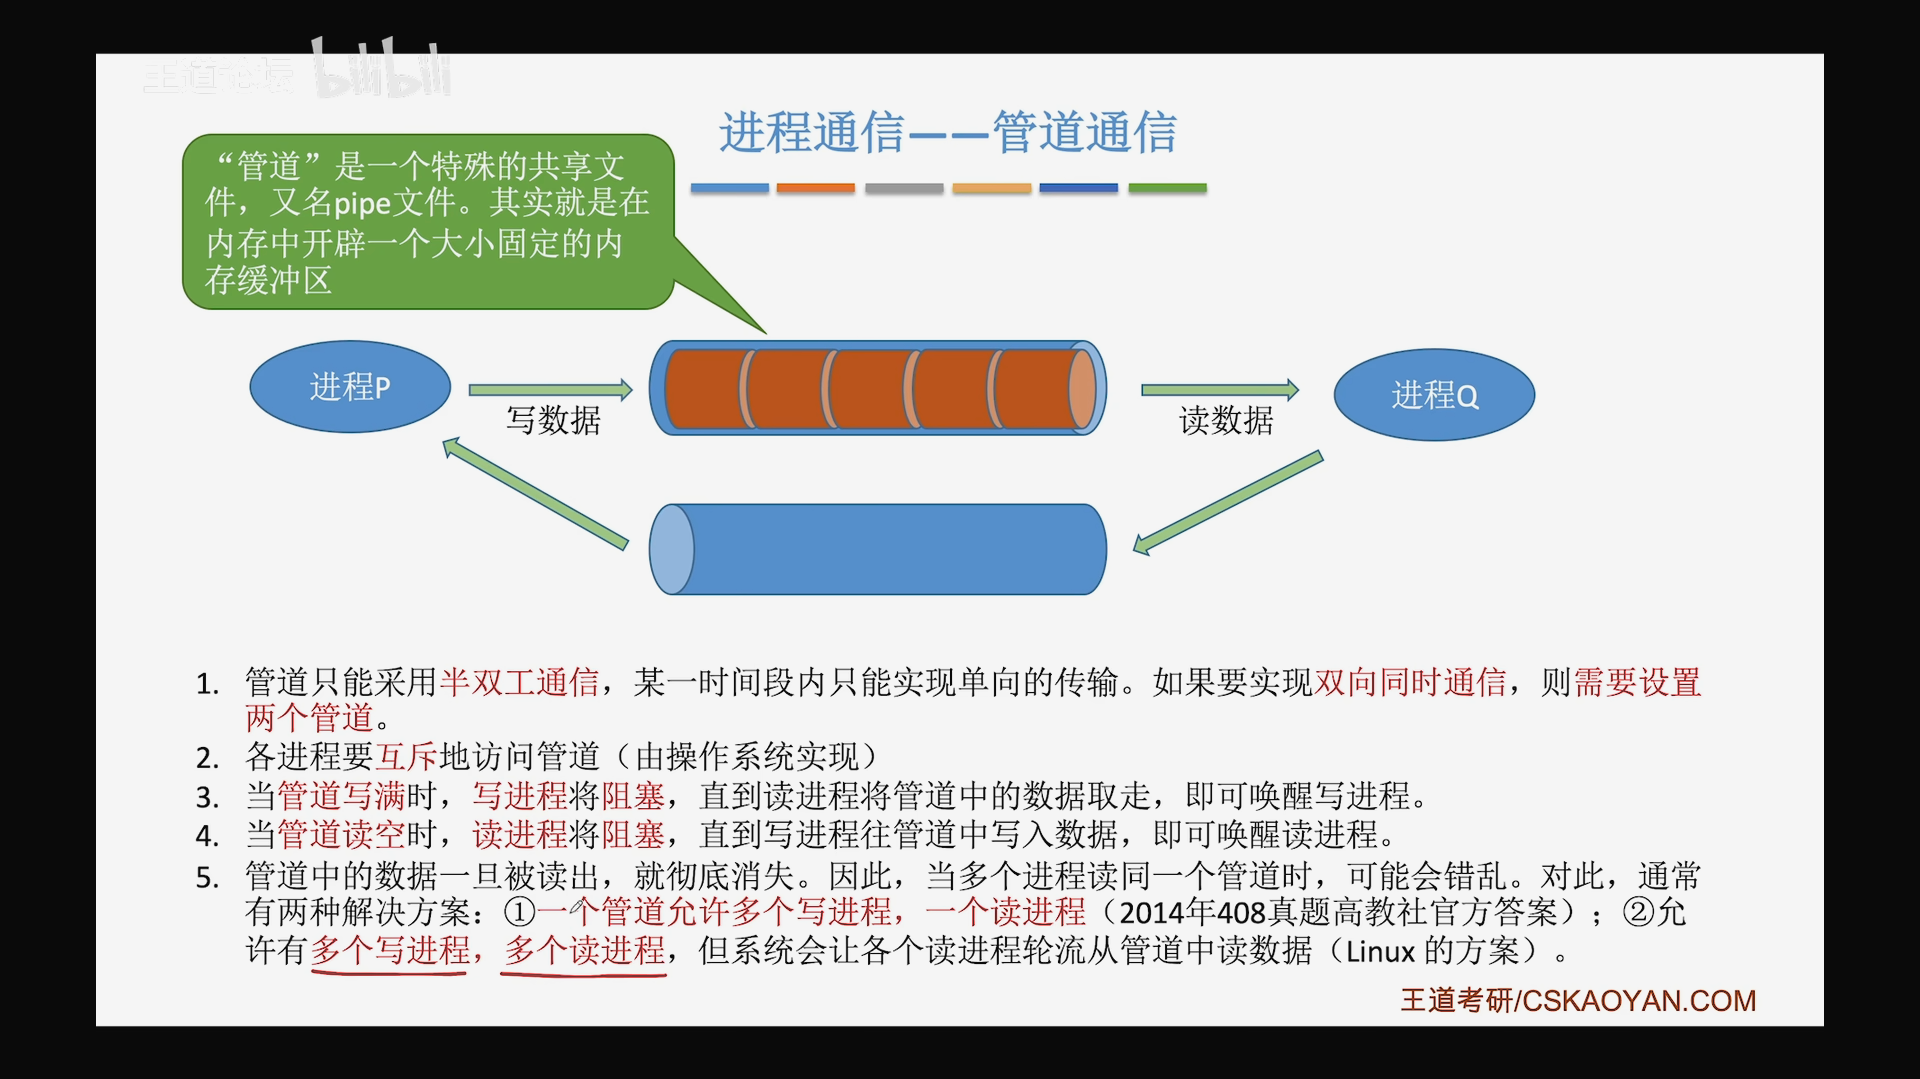 王道论坛 bilibili
进程通信——管道通信
“管道”是一个特殊的共享文
件，又名pipe文件。其实就是在
内存中开辟一个大小固定的内
存缓冲区
进程P
写数据
读数据
进程Q
1. 管道只能采用半双工通信，某一时间段内只能实现单向的传输。如果要实现双向同时通信，则需要设置
两个管道。
2. 各进程要互斥地访问管道（由操作系统实现）
3. 当管道写满时，写进程将阻塞，直到读进程将管道中的数据取走，即可唤醒写进程。
4. 当管道读空时，读进程将阻塞，直到写进程往管道中写入数据，即可唤醒读进程。
5. 管道中的数据一旦被读出，就彻底消失。因此，当多个进程读同一个管道时，可能会错乱。对此，通常
有两种解决方案：①一个管道允许多个写进程，一个读进程（2014年408真题高教社官方答案）；②允
许有多个写进程，多个读进程，但系统会让各个读进程轮流从管道中读数据（Linux 的方案）。
王道考研/CSKAOYAN.COM